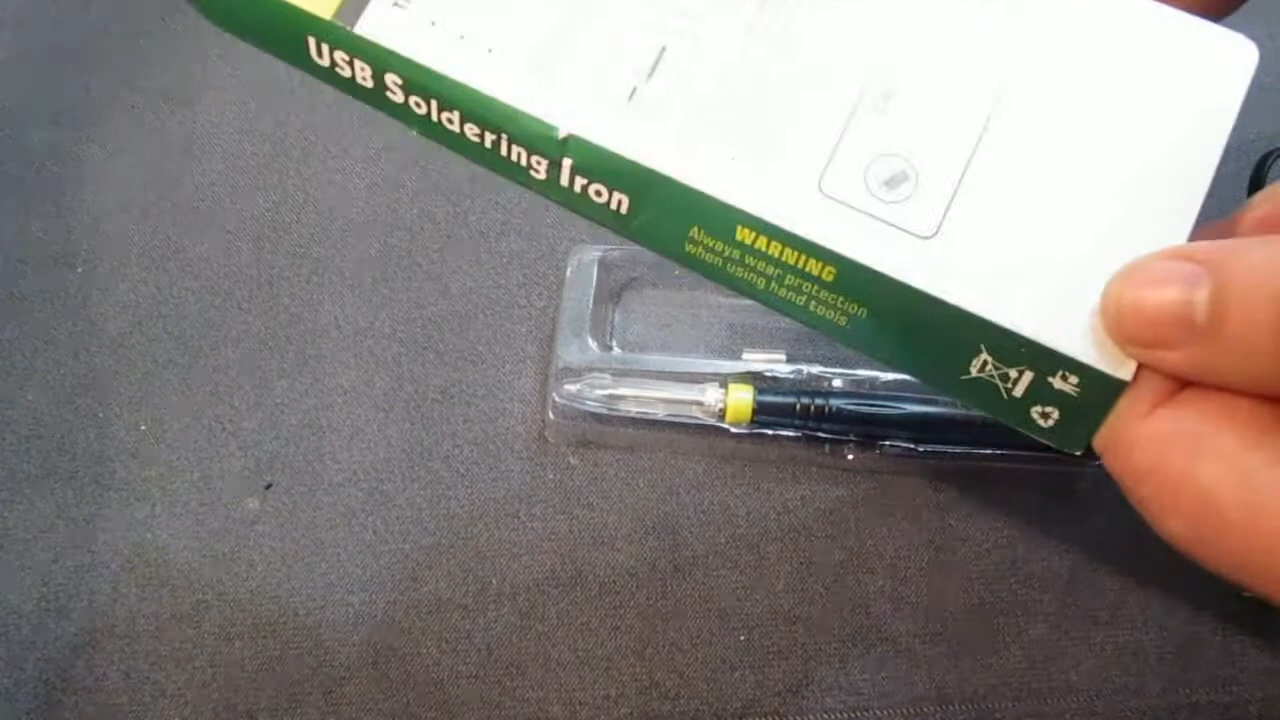 USB Soldering Iron
WARNING
Always wear protection
when using hand tools.